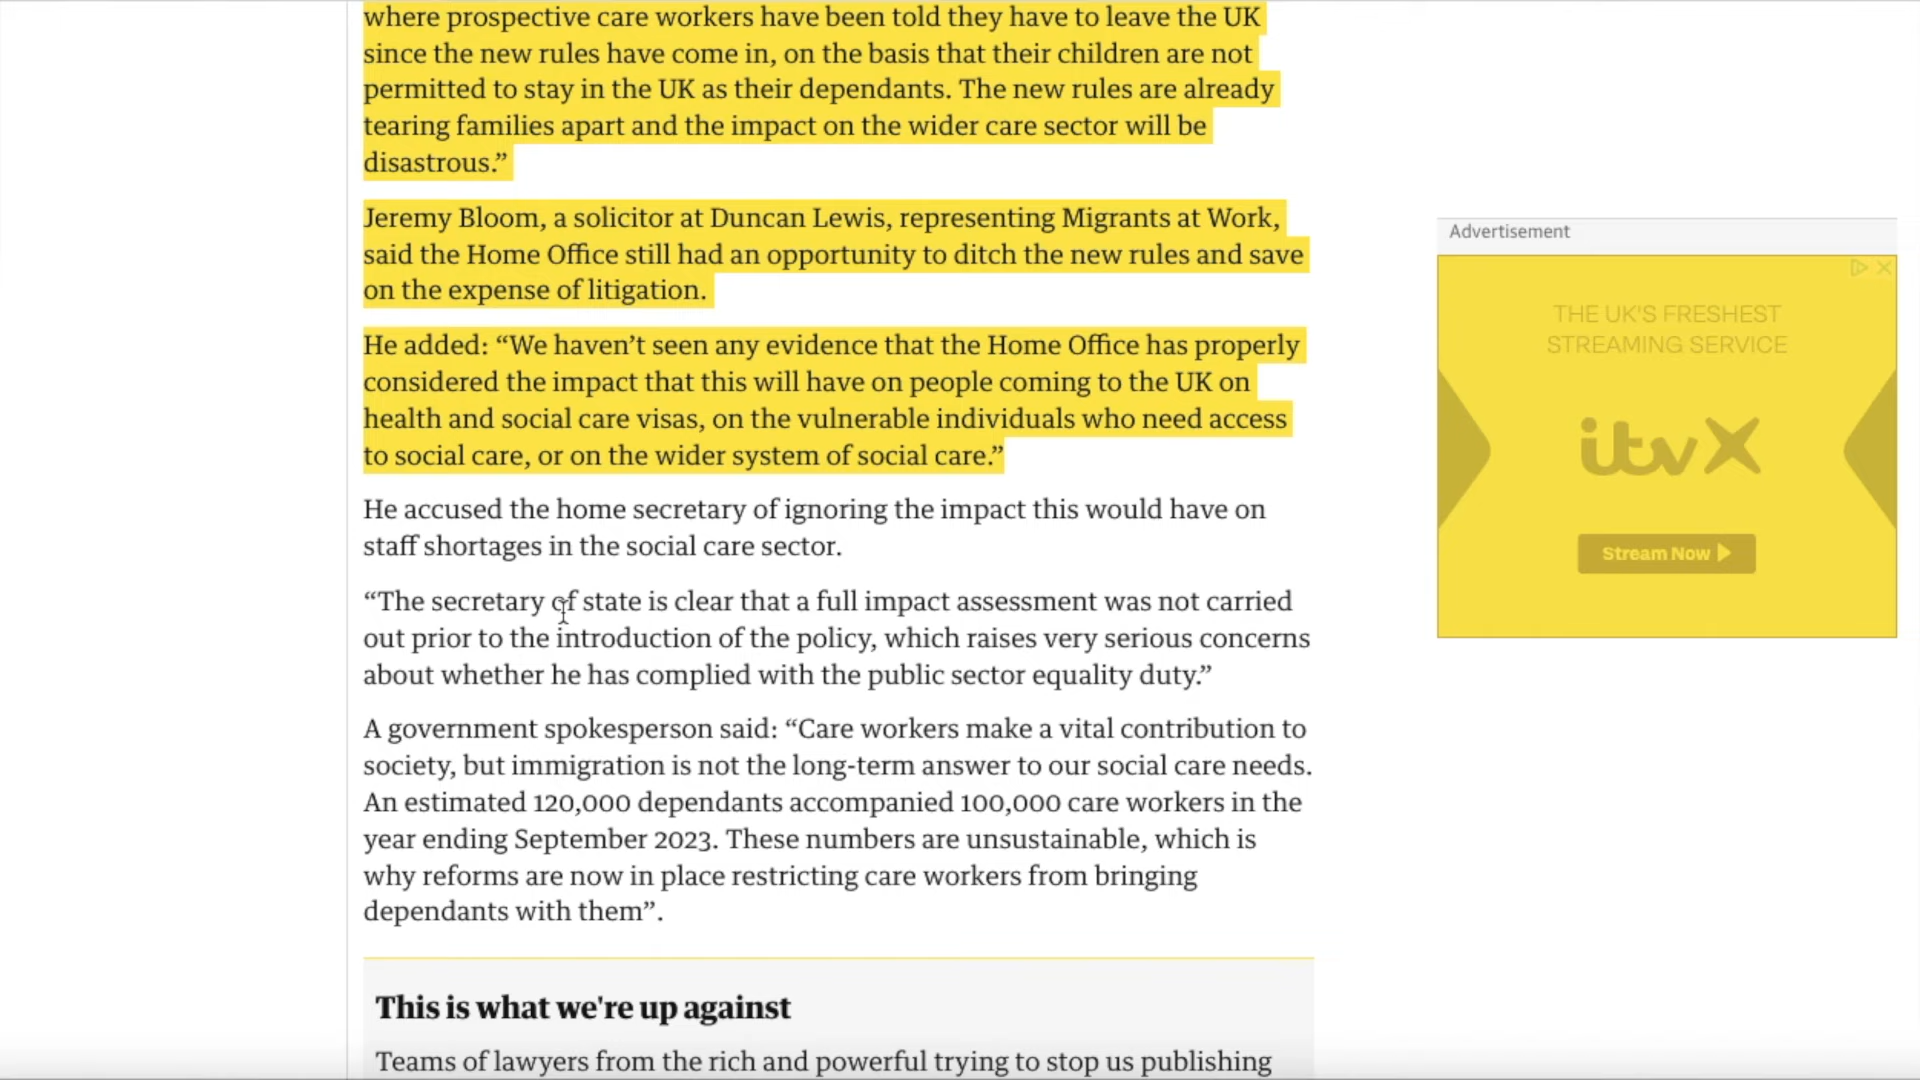 where prospective care workers have been told they have to leave the UK
since the new rules have come in, on the basis that their children are not
permitted to stay in the UK as their dependants. The new rules are already
tearing families apart and the impact on the wider care sector will be
disastrous.”
Jeremy Bloom, a solicitor at Duncan Lewis, representing Migrants at Work,
said the Home Office still had an opportunity to ditch the new rules and save
on the expense of litigation.
He added: “We haven’t seen any evidence that the Home Office has properly
considered the impact that this will have on people coming to the UK on
health and social care visas, on the vulnerable individuals who need access
to social care, or on the wider system of social care.”
He accused the home secretary of ignoring the impact this would have on
staff shortages in the social care sector.
“The secretary of state is clear that a full impact assessment was not carried
out prior to the introduction of the policy, which raises very serious concerns
about whether he has complied with the public sector equality duty.”
A government spokesperson said: “Care workers make a vital contribution to
society, but immigration is not the long-term answer to our social care needs.
An estimated 120,000 dependants accompanied 100,000 care workers in the
year ending September 2023. These numbers are unsustainable, which is
why reforms are now in place restricting care workers from bringing
dependants with them”.
This is what we're up against
Teams of lawyers from the rich and powerful trying to stop us publishing
Advertisement
THE UK'S FRESHEST
STREAMING SERVICE
itvX
Stream Now